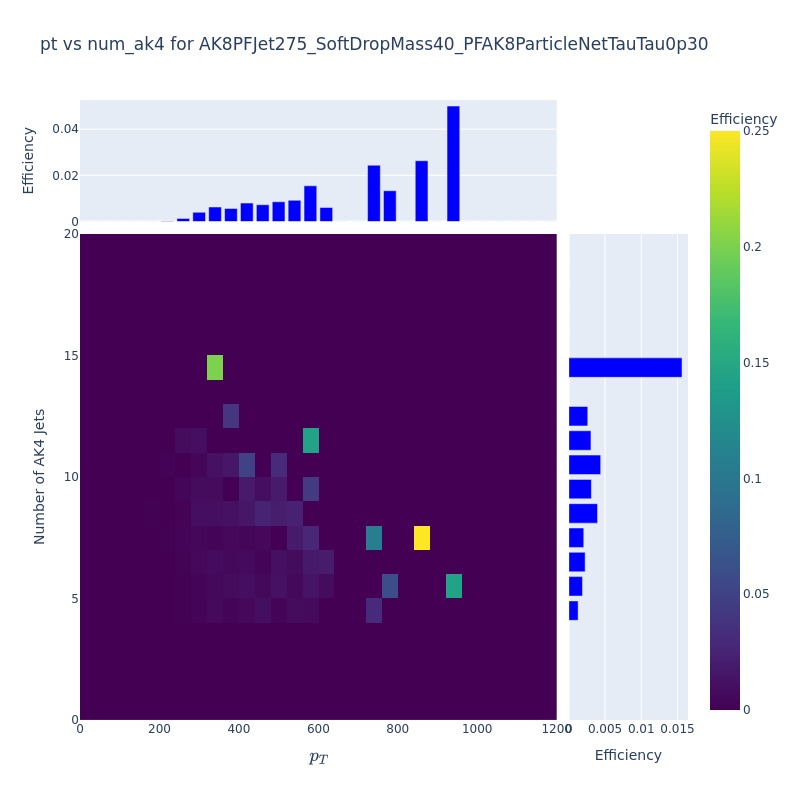 pt vs num_ak4 for AK8PFJet275_SoftDropMass40_PFAK8ParticleNetTauTau0p30
Efficiency
0.04
0.02
0
Efficiency
0.25
0.2
0.15
0.1
0.05
0
Number of AK4 Jets
20
15
10
5
0
0 200 400 600 800 1000 1200
p_T
0 0.005 0.01 0.015
Efficiency